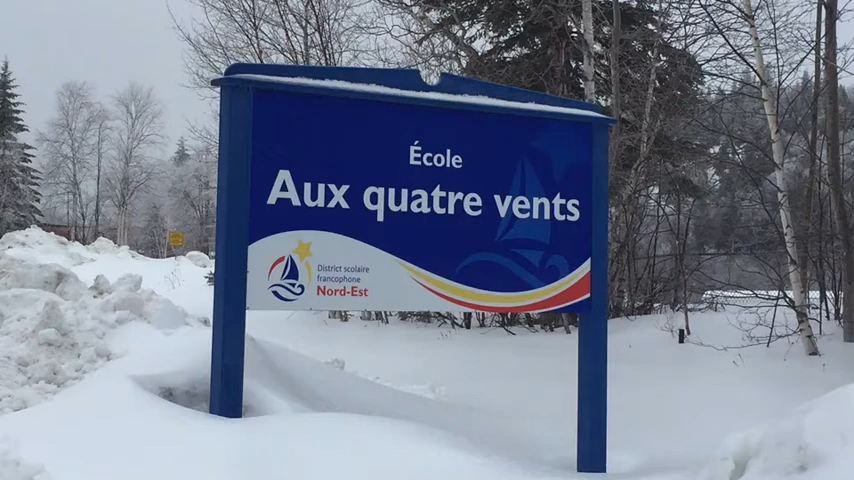 École
Aux quatre vents
District scolaire
francophone
Nord-Est